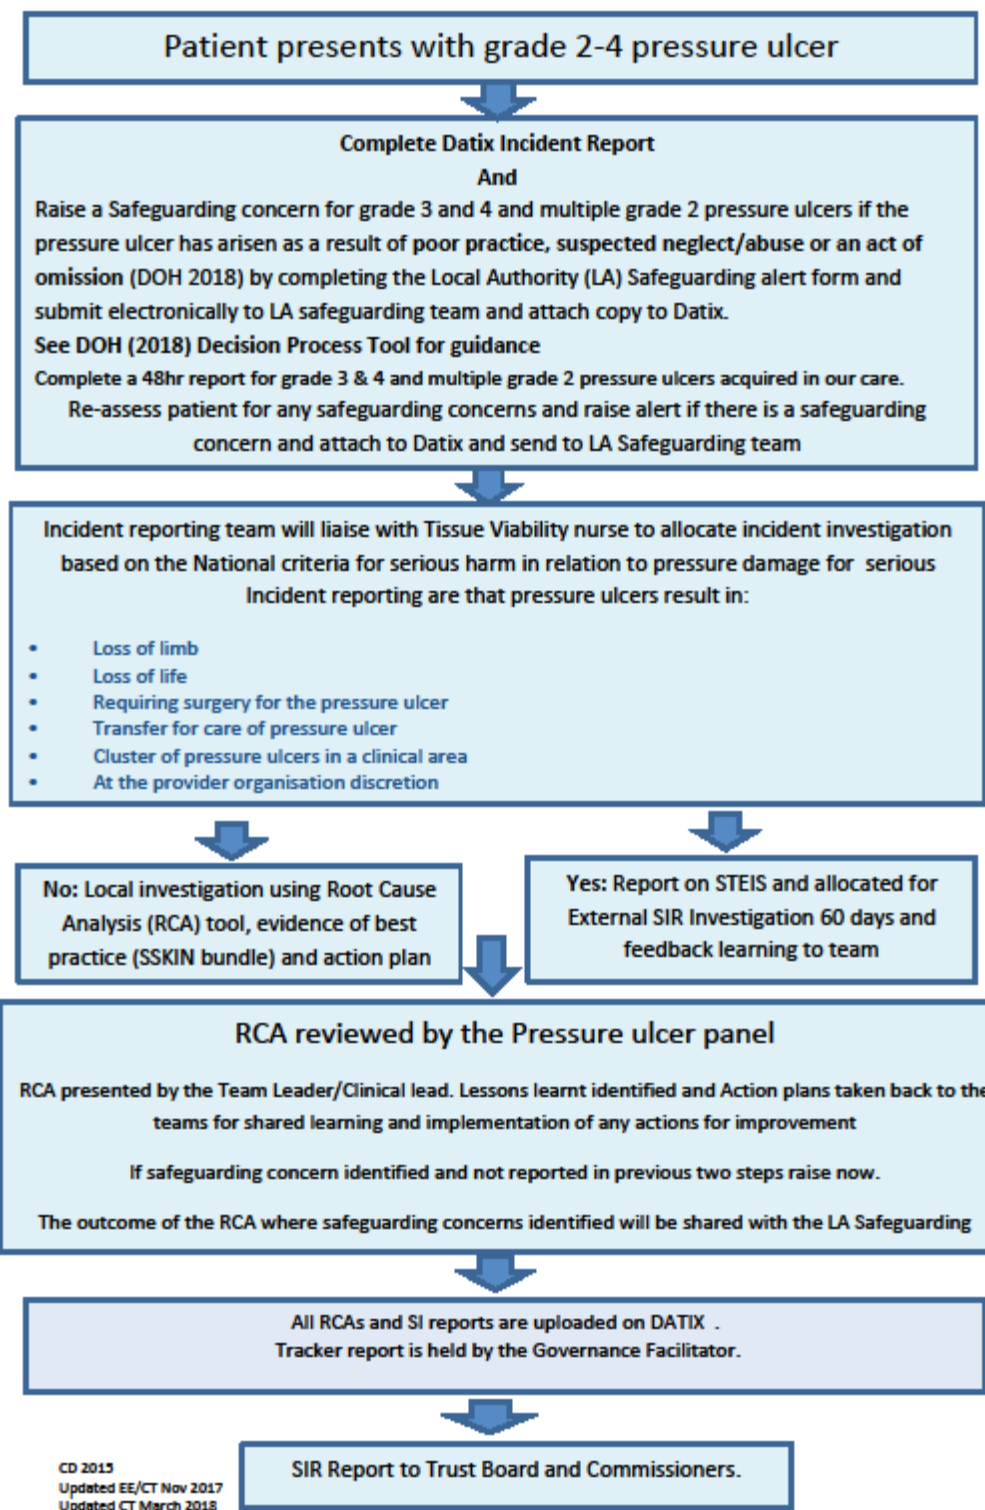 Patient presents with grade 2-4 pressure ulcer
Complete Datix Incident Report
And
Raise a Safeguarding concern for grade 3 and 4 and multiple grade 2 pressure ulcers if the
pressure ulcer has arisen as a result of poor practice, suspected neglect/abuse or an act of
omission (DOH 2018) by completing the Local Authority (LA) Safeguarding alert form and
submit electronically to LA safeguarding team and attach copy to Datix.
See DOH (2018) Decision Process Tool for guidance
Complete a 48hr report for grade 3 & 4 and multiple grade 2 pressure ulcers acquired in our care.
Re-assess patient for any safeguarding concerns and raise alert if there is a safeguarding
concern and attach to Datix and send to LA Safeguarding team
Incident reporting team will liaise with Tissue Viability nurse to allocate incident investigation
based on the National criteria for serious harm in relation to pressure damage for serious
Incident reporting are that pressure ulcers result in:
• Loss of limb
• Loss of life
• Requiring surgery for the pressure ulcer
• Transfer for care of pressure ulcer
• Cluster of pressure ulcers in a clinical area
• At the provider organisation discretion
No: Local investigation using Root Cause
Analysis (RCA) tool, evidence of best
practice (SSKIN bundle) and action plan
Yes: Report on STEIS and allocated for
External SIR Investigation 60 days and
feedback learning to team
RCA reviewed by the Pressure ulcer panel
RCA presented by the Team Leader/Clinical lead. Lessons learnt identified and Action plans taken back to the
teams for shared learning and implementation of any actions for improvement
If safeguarding concern identified and not reported in previous two steps raise now.
The outcome of the RCA where safeguarding concerns identified will be shared with the LA Safeguarding
All RCAs and SI reports are uploaded on DATIX .
Tracker report is held by the Governance Facilitator.
SIR Report to Trust Board and Commissioners.
CD 2015
Updated EE/CT Nov 2017
Updated CT March 2018